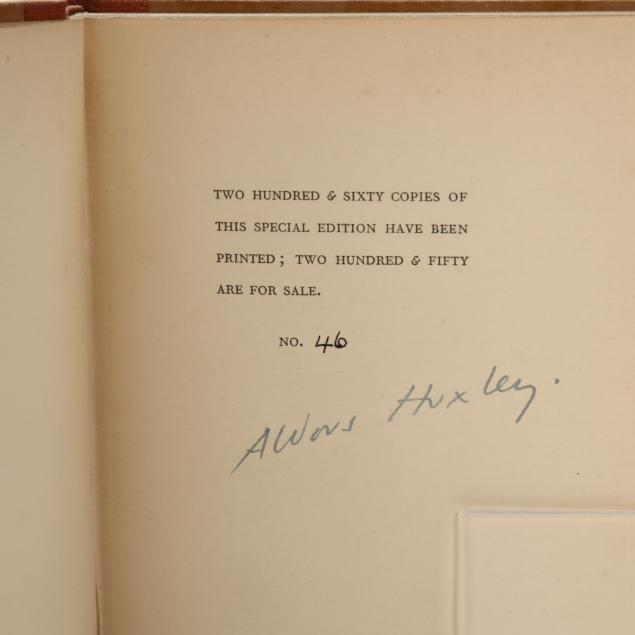 TWO HUNDRED & SIXTY COPIES OF
THIS SPECIAL EDITION HAVE BEEN
PRINTED; TWO HUNDRED & FIFTY
ARE FOR SALE.
NO. 46
Aldous Huxley.